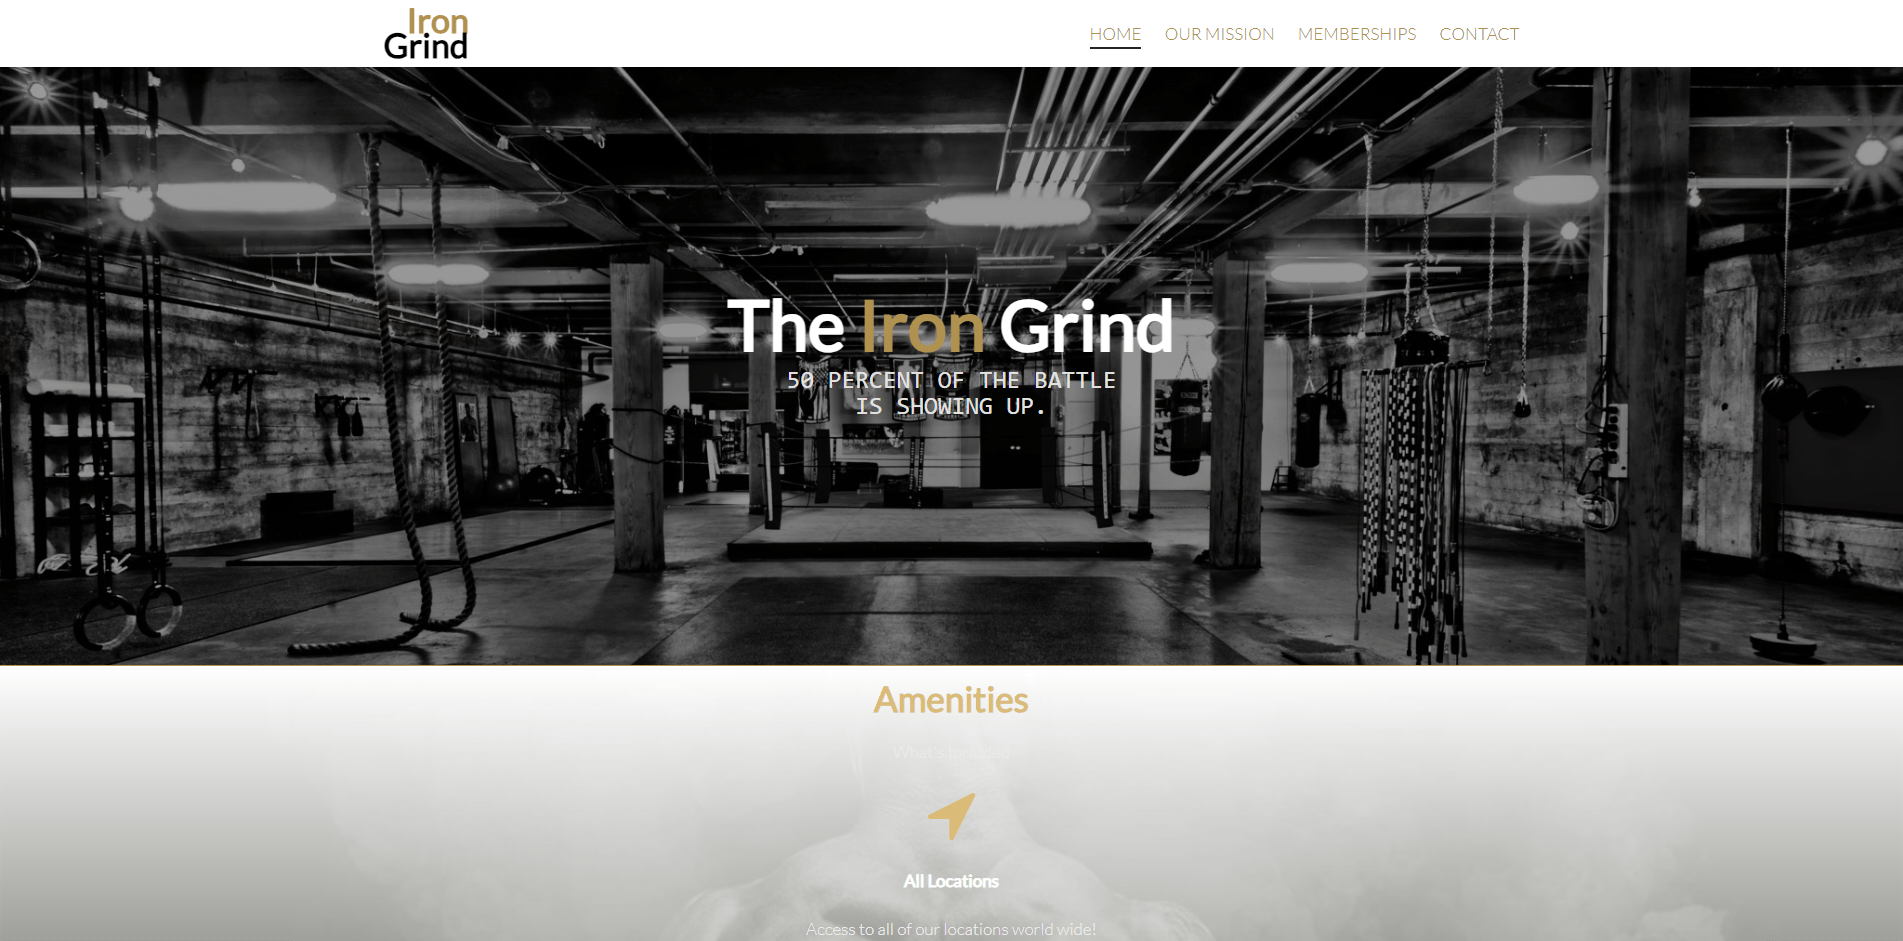 Iron
Grind
HOME OUR MISSION MEMBERSHIPS CONTACT
The Iron Grind
50 PERCENT OF THE BATTLE
IS SHOWING UP.
Amenities
What's included
All Locations
Access to all of our locations world wide!